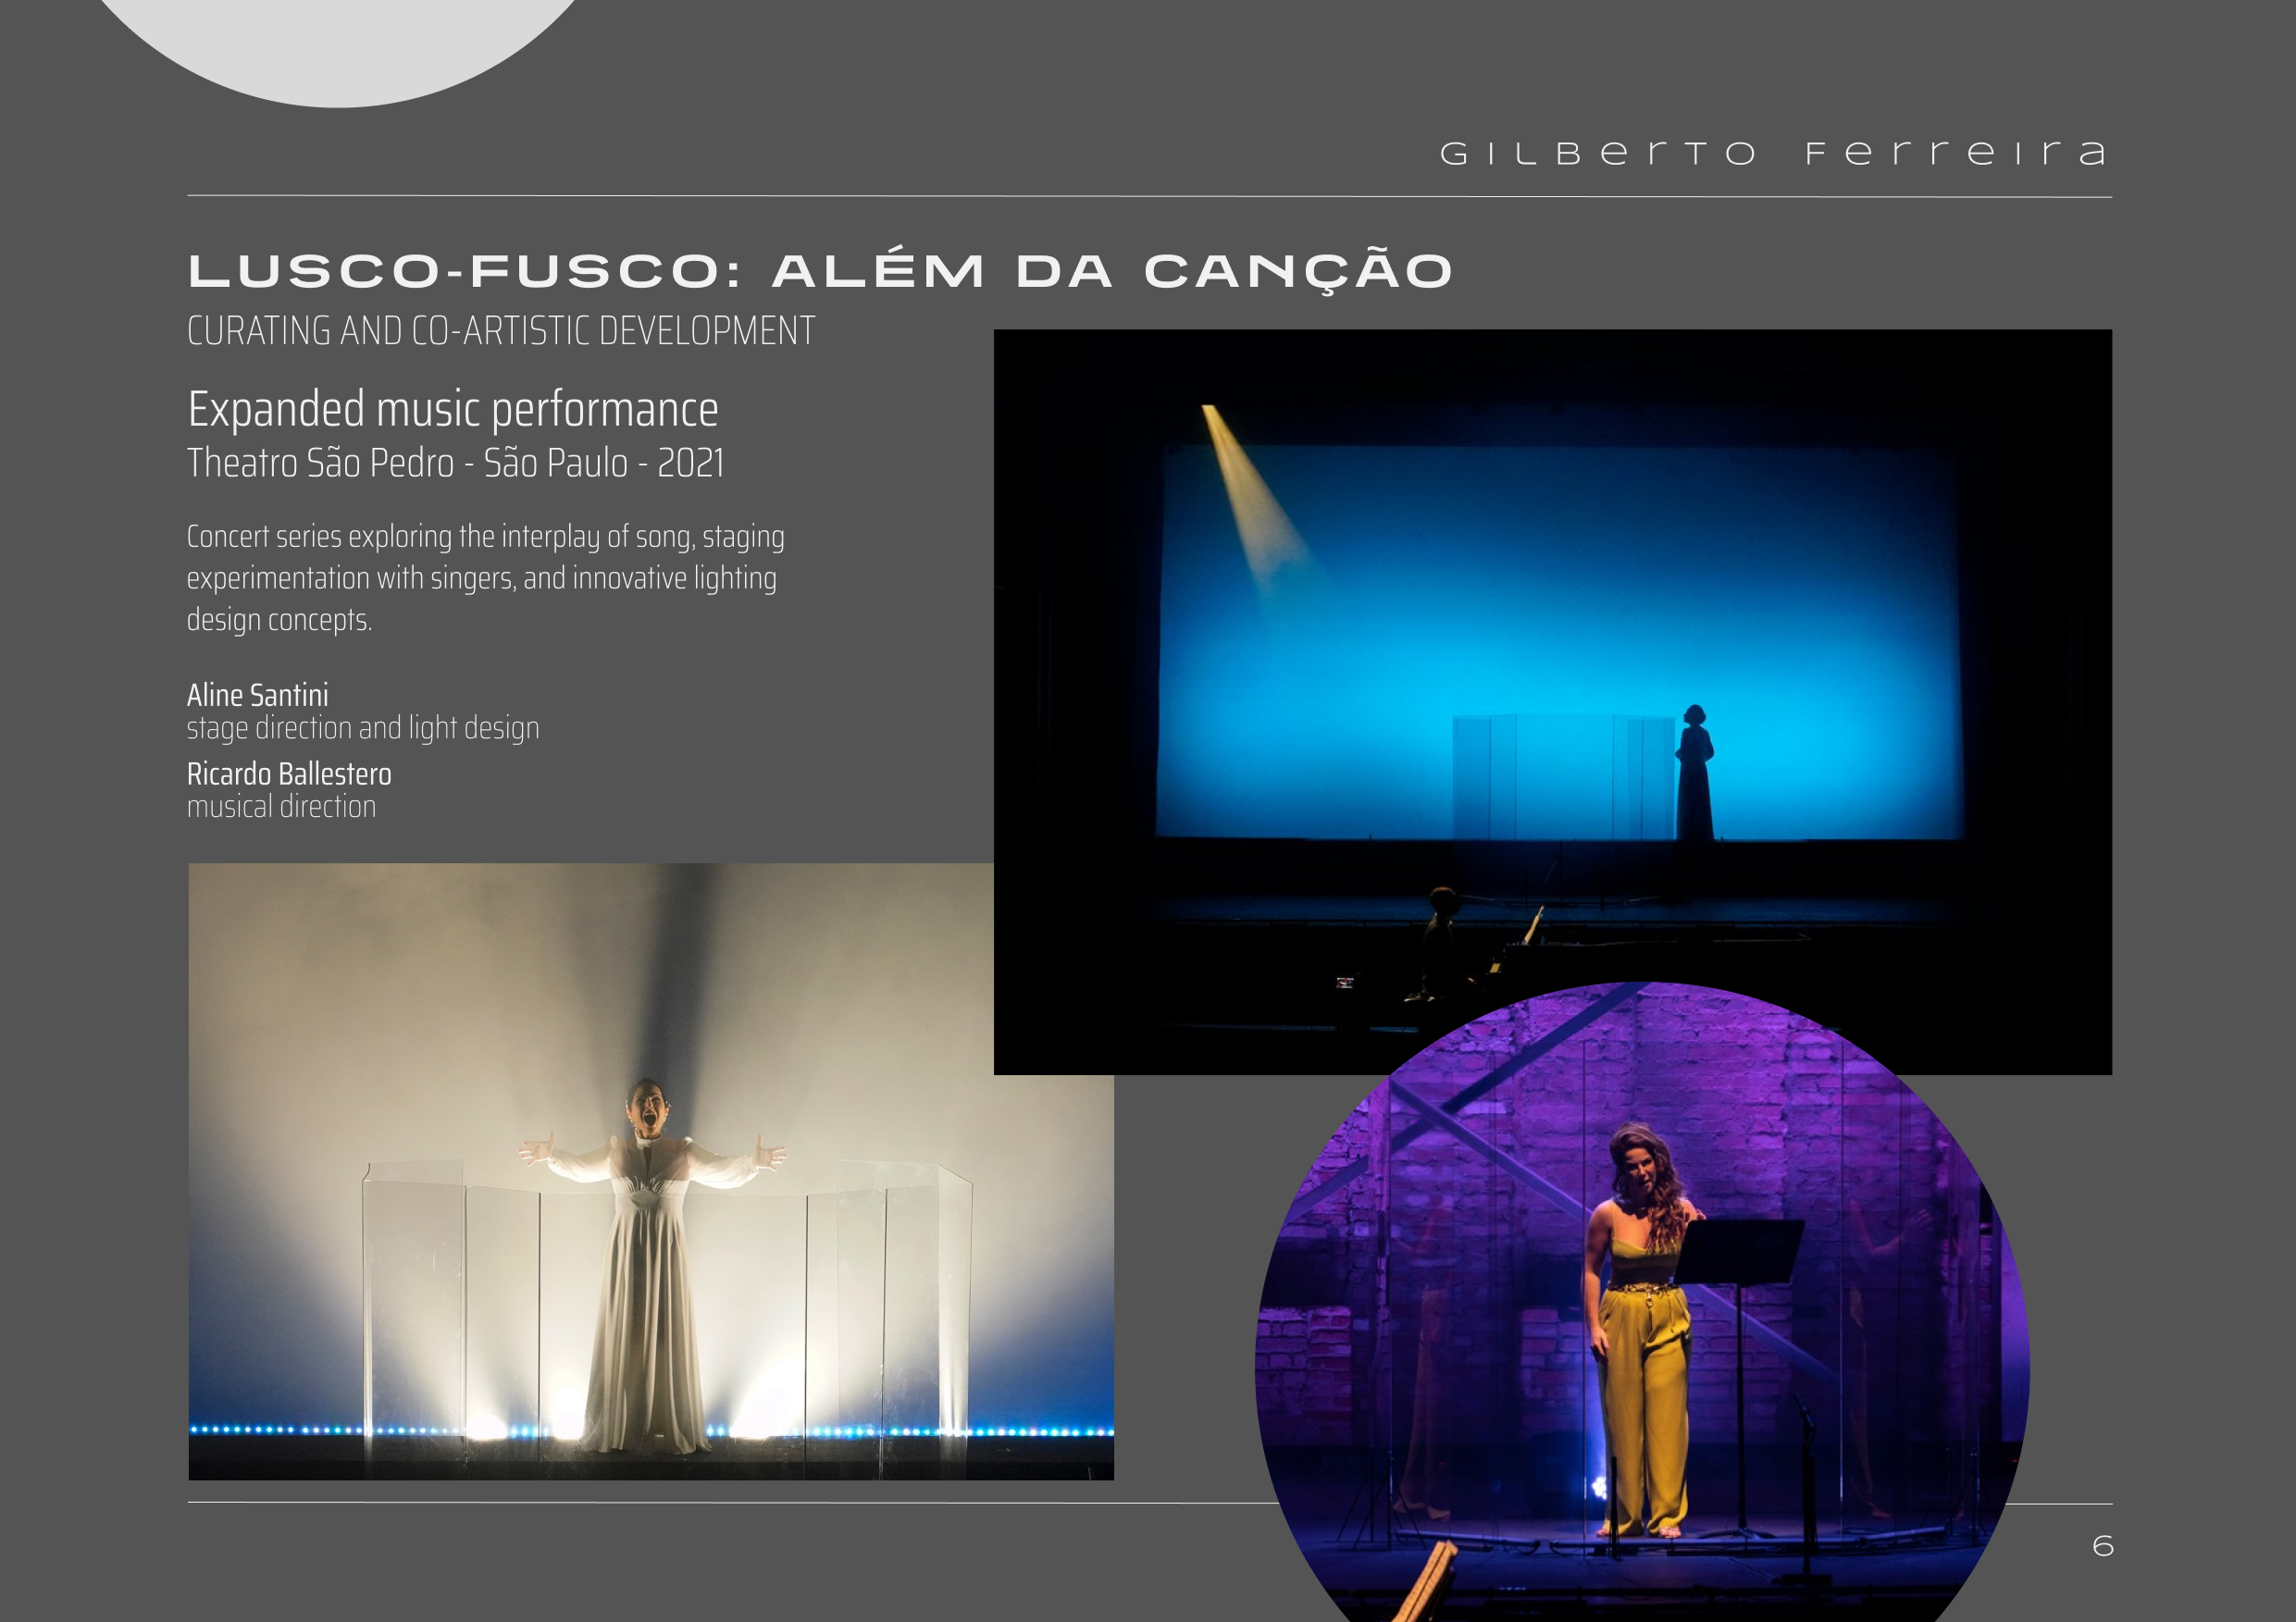 GILBerTO Ferreira
LUSCO-FUSCO: ALÉM DA CANÇÃO
CURATING AND CO-ARTISTIC DEVELOPMENT
Expanded music performance
Theatro São Pedro - São Paulo - 2021
Concert series exploring the interplay of song, staging
experimentation with singers, and innovative lighting
design concepts.
Aline Santini
stage direction and light design
Ricardo Ballestero
musical direction
6